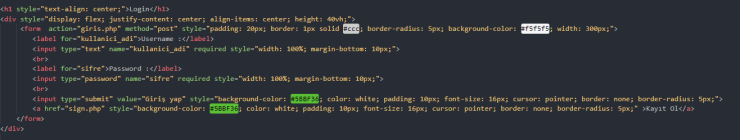 <h1 style="text-align: center;">Login</h1>
<div style="display: flex; justify-content: center; align-items: center; height: 40vh;">
<form  action="giris.php" method="post" style="padding: 20px; border: 1px solid #ccc; border-radius: 5px; background-color: #f5f5f5; width: 300px;">
<label for="kullanici_adi">Username :</label>
<input type="text" name="kullanici_adi" required style="width: 100%; margin-bottom: 10px;">
<br>
<label for="sifre">Password :</label>
<input type="password" name="sifre" required style="width: 100%; margin-bottom: 10px;">
<br>
<input type="submit" value="Giriş yap" style="background-color: #5BBF36; color: white; padding: 10px; font-size: 16px; cursor: pointer; border: none; border-radius: 5px;">
<a href="sign.php" style="background-color: #5BBF36; color: white; padding: 10px; font-size: 16px; cursor: pointer; border: none; border-radius: 5px;" >Kayıt Ol</a>
</form>
</div>